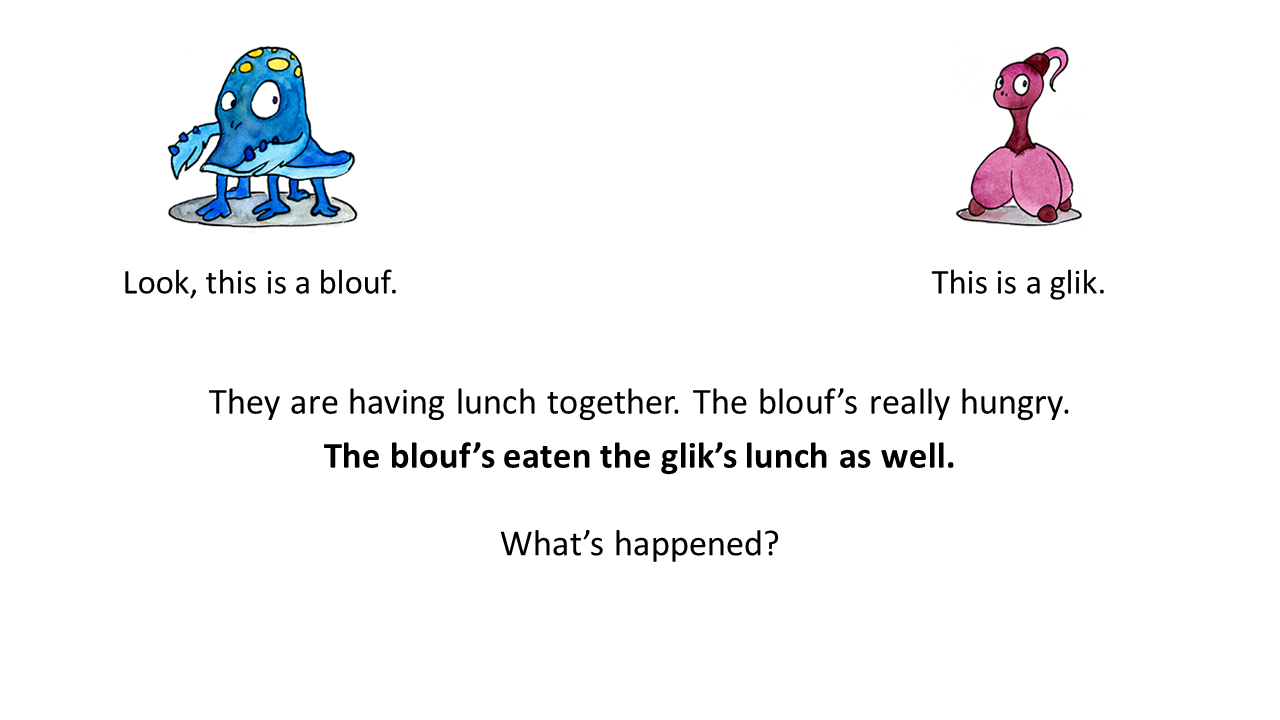 Look, this is a blouf.
This is a glik.
They are having lunch together. The blouf’s really hungry.
The blouf’s eaten the glik’s lunch as well.
What’s happened?